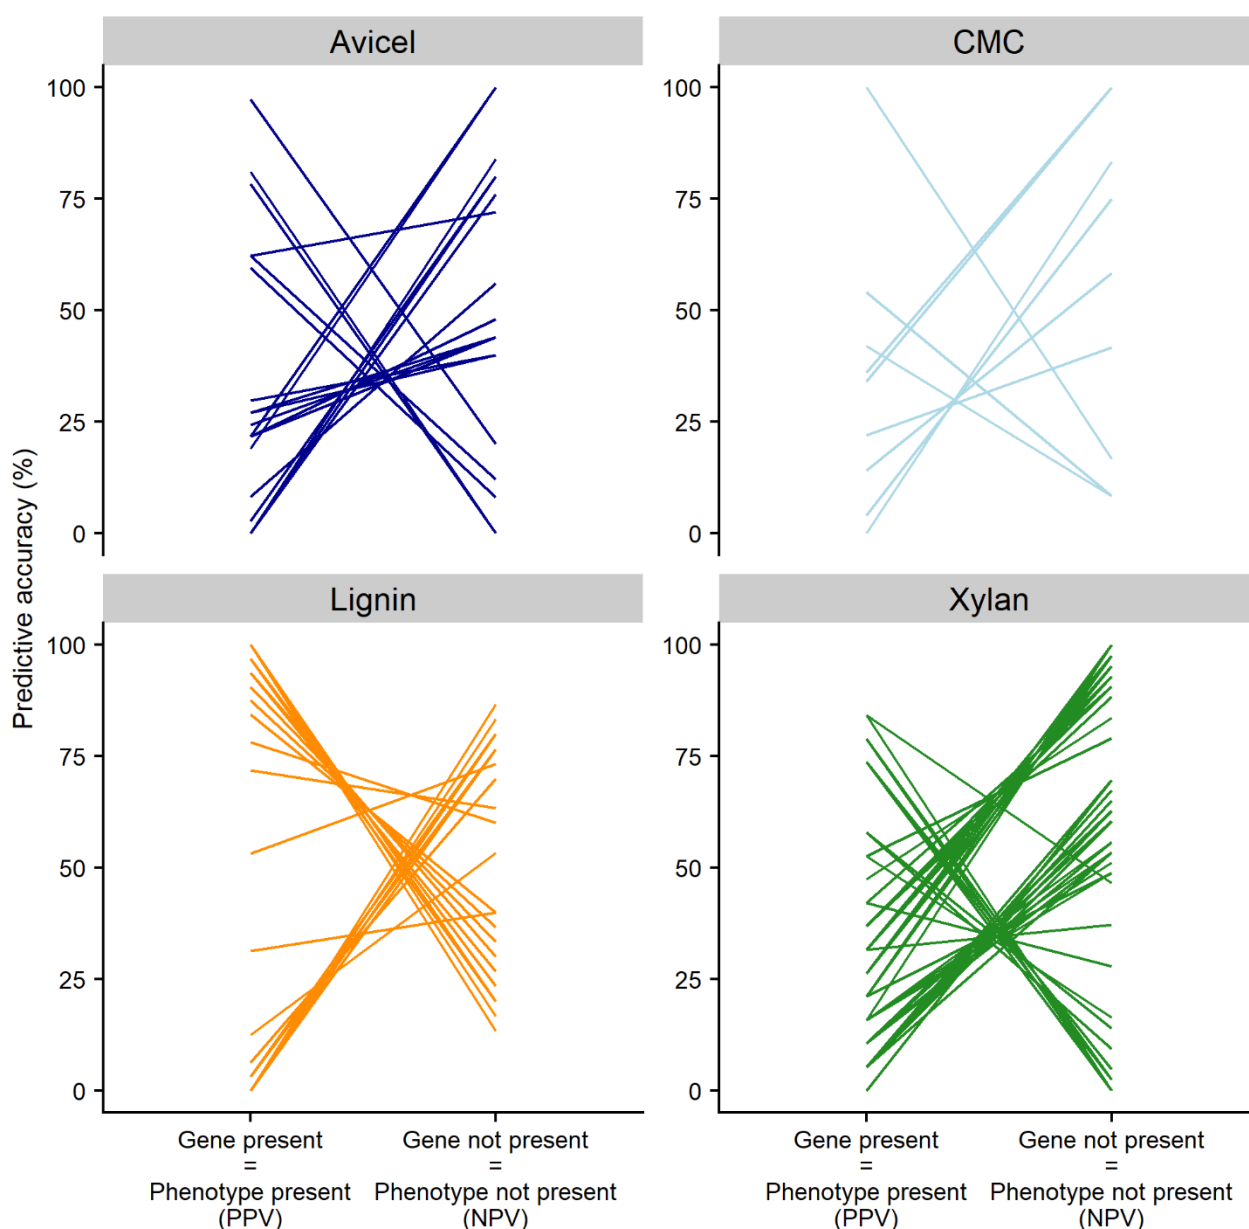 Avicel
CMC
100
75
50
25
0
100
75
50
25
0
Predictive accuracy (%)
Lignin
Xylan
100
75
50
25
0
100
75
50
25
0
Gene present
=
Phenotype present
(PPV)
Gene not present
=
Phenotype not present
(NPV)
Gene present
=
Phenotype present
(PPV)
Gene not present
=
Phenotype not present
(NPV)